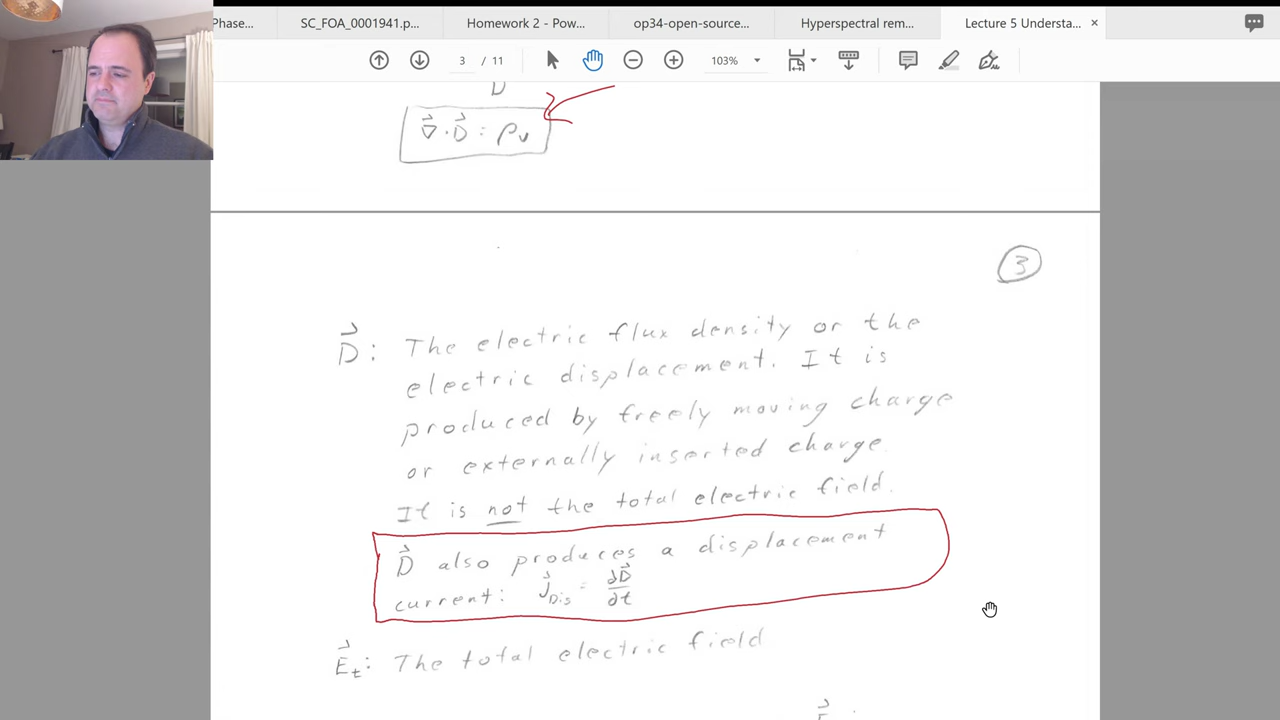 Phase...
SC_FOA_0001941.p...
Homework 2 - Pow...
op34-open-source...
Hyperspectral rem...
Lecture 5 Understa...
3 / 11
103%
D
∇⃗·D⃗ : ρv
3
D⃗: The electric flux density or the
electric displacement. It is
produced by freely moving charge
or externally inserted charge.
It is not the total electric field.
D⃗ also produces a displacement
current: J⃗Dis = ∂D⃗/∂t
E⃗t: The total electric field